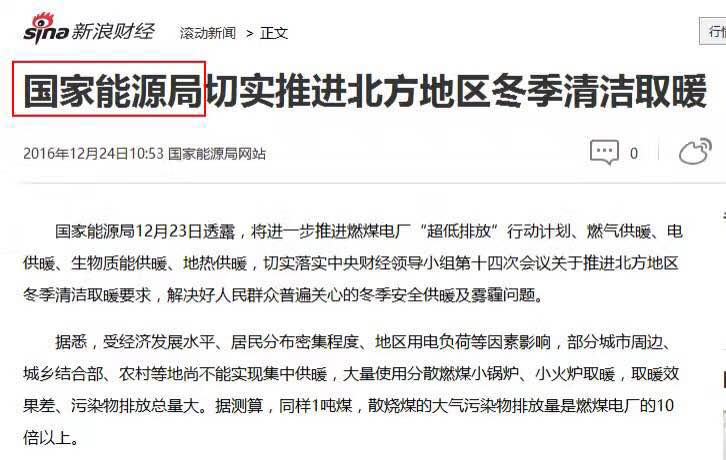 sina 新浪财经 滚动新闻 > 正文
行情
国家能源局切实推进北方地区冬季清洁取暖
2016年12月24日10:53 国家能源局网站
0
国家能源局12月23日透露，将进一步推进燃煤电厂“超低排放”行动计划、燃气供暖、电
供暖、生物质能供暖、地热供暖，切实落实中央财经领导小组第十四次会议关于推进北方地区
冬季清洁取暖要求，解决好人民群众普遍关心的冬季安全供暖及雾霾问题。
据悉，受经济发展水平、居民分布密集程度、地区用电负荷等因素影响，部分城市周边、
城乡结合部、农村等地尚不能实现集中供暖，大量使用分散燃煤小锅炉、小火炉取暖，取暖效
果差、污染物排放总量大。据测算，同样1吨煤，散烧煤的大气污染物排放量是燃煤电厂的10
倍以上。